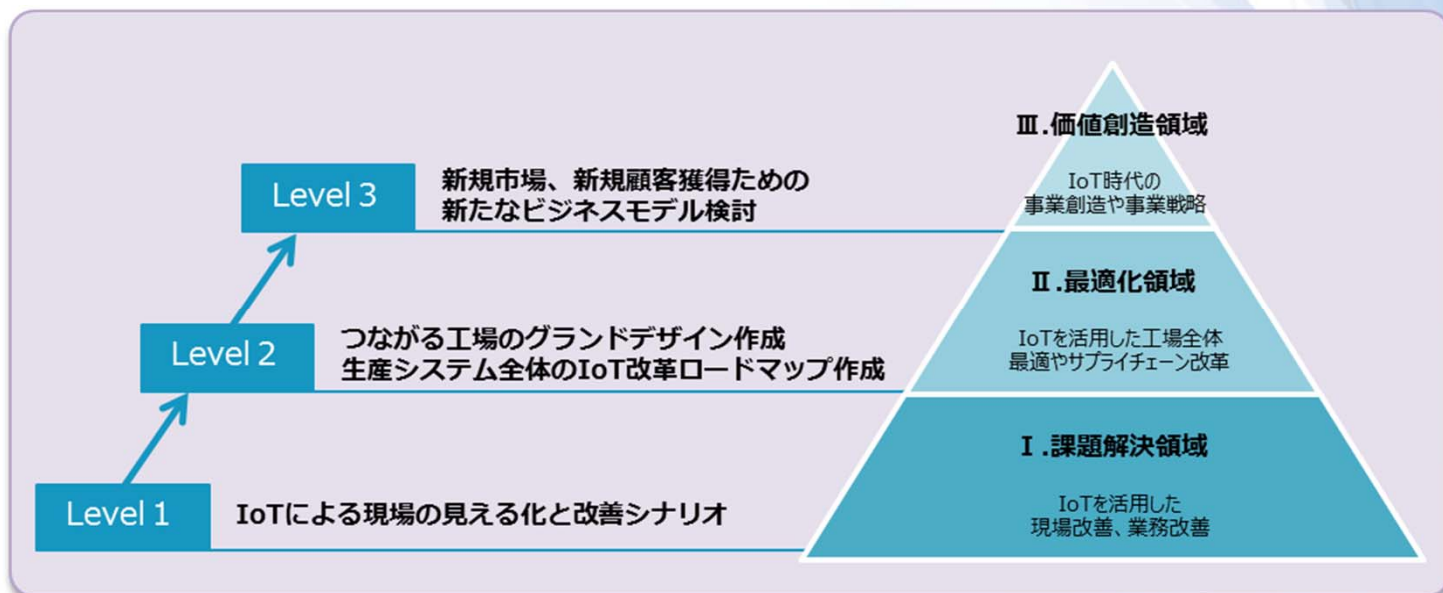 Level 3
新規市場、新規顧客獲得ための
新たなビジネスモデル検討
Level 2
つながる工場のグランドデザイン作成
生産システム全体のIoT改革ロードマップ作成
Level 1
IoTによる現場の見える化と改善シナリオ
Ⅲ.価値創造領域
IoT時代の
事業創造や事業戦略
Ⅱ.最適化領域
IoTを活用した工場全体
最適やサプライチェーン改革
Ⅰ.課題解決領域
IoTを活用した
現場改善、業務改善